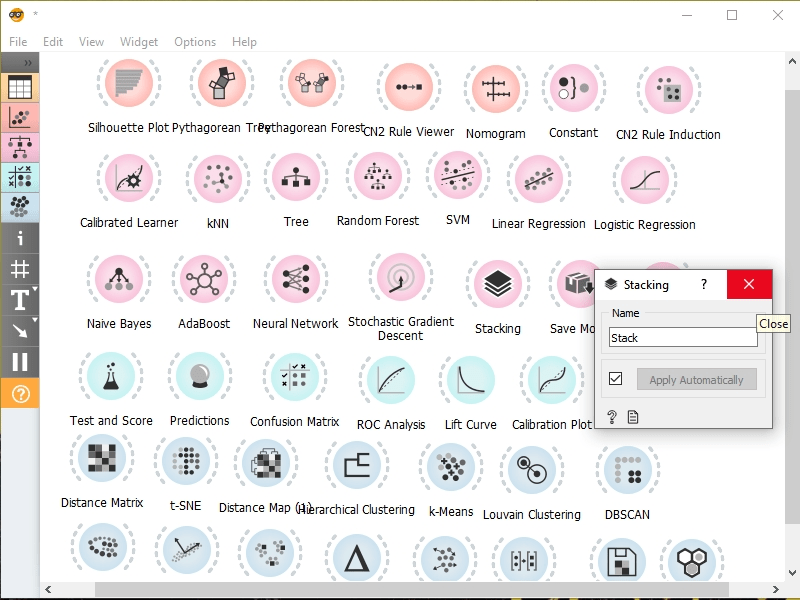 *
File Edit View Widget Options Help
Silhouette Plot Pythagorean Tree Pythagorean Forest CN2 Rule Viewer Nomogram Constant CN2 Rule Induction
Calibrated Learner kNN Tree Random Forest SVM Linear Regression Logistic Regression
Stacking ?
Name
Close
Stack
Naive Bayes AdaBoost Neural Network Stochastic Gradient
Descent Stacking Save Mo
Apply Automatically
Test and Score Predictions Confusion Matrix ROC Analysis Lift Curve Calibration Plot
Distance Matrix t-SNE Distance Map (1) Hierarchical Clustering k-Means Louvain Clustering DBSCAN